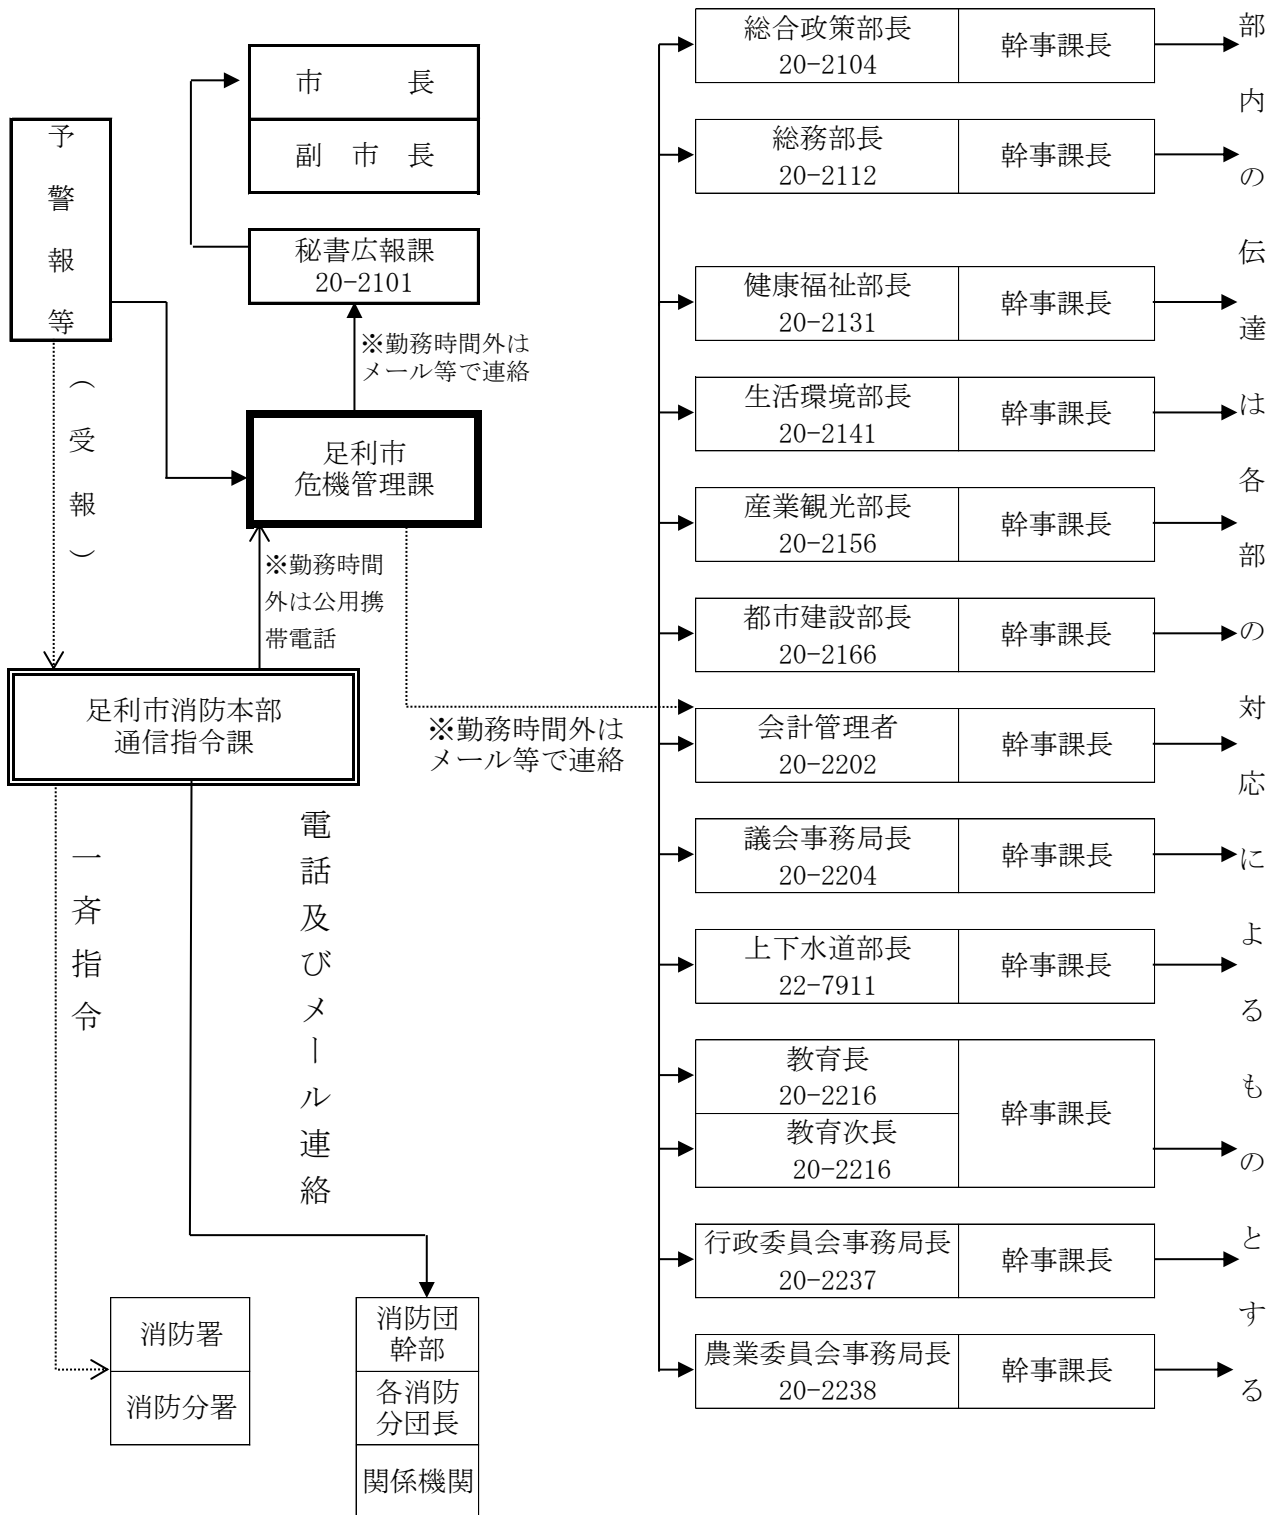 予警報等
（受報）
市　　　長
副　市　長
秘書広報課
20-2101
※勤務時間外は
メール等で連絡
足利市
危機管理課
※勤務時間
外は公用携
帯電話
足利市消防本部
通信指令課
※勤務時間外は
メール等で連絡
一斉指令
電話及びメール連絡
消防署
消防分署
消防団
幹部
各消防
分団長
関係機関
総合政策部長
20-2104
幹事課長
総務部長
20-2112
幹事課長
健康福祉部長
20-2131
幹事課長
生活環境部長
20-2141
幹事課長
産業観光部長
20-2156
幹事課長
都市建設部長
20-2166
幹事課長
会計管理者
20-2202
幹事課長
議会事務局長
20-2204
幹事課長
上下水道部長
22-7911
幹事課長
教育長
20-2216
教育次長
20-2216
幹事課長
行政委員会事務局長
20-2237
幹事課長
農業委員会事務局長
20-2238
幹事課長
部内の伝達は各部の対応によるものとする